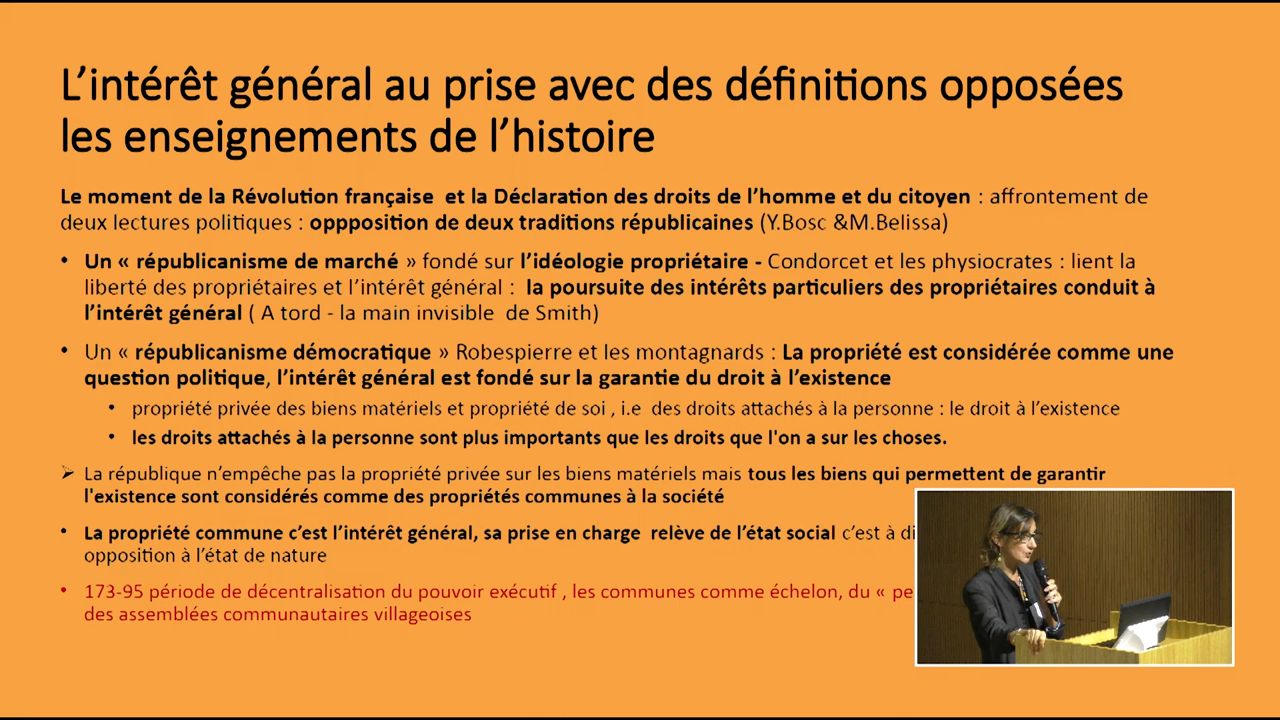 L’intérêt général au prise avec des définitions opposées
les enseignements de l’histoire
Le moment de la Révolution française et la Déclaration des droits de l’homme et du citoyen : affrontement de
deux lectures politiques : oppposition de deux traditions républicaines (Y.Bosc &M.Belissa)
• Un « républicanisme de marché » fondé sur l’idéologie propriétaire - Condorcet et les physiocrates : lient la
liberté des propriétaires et l’intérêt général : la poursuite des intérêts particuliers des propriétaires conduit à
l’intérêt général ( A tord - la main invisible de Smith)
• Un « républicanisme démocratique » Robespierre et les montagnards : La propriété est considérée comme une
question politique, l’intérêt général est fondé sur la garantie du droit à l’existence
• propriété privée des biens matériels et propriété de soi , i.e des droits attachés à la personne : le droit à l’existence
• les droits attachés à la personne sont plus importants que les droits que l'on a sur les choses.
➢ La république n’empêche pas la propriété privée sur les biens matériels mais tous les biens qui permettent de garantir
l'existence sont considérés comme des propriétés communes à la société
• La propriété commune c’est l’intérêt général, sa prise en charge relève de l’état social c’est à di
opposition à l’état de nature
• 173-95 période de décentralisation du pouvoir exécutif , les communes comme échelon, du « pe
des assemblées communautaires villageoises